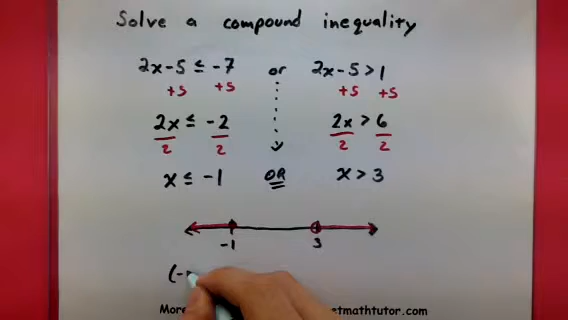 Solve a compound inequality
2x-5 ≤ -7 or 2x-5 > 1
+5 +5 +5 +5
2x ≤ -2 2x > 6
2 2 2 2
x ≤ -1 OR x > 3
-1 3
(-
More etmathtutor.com